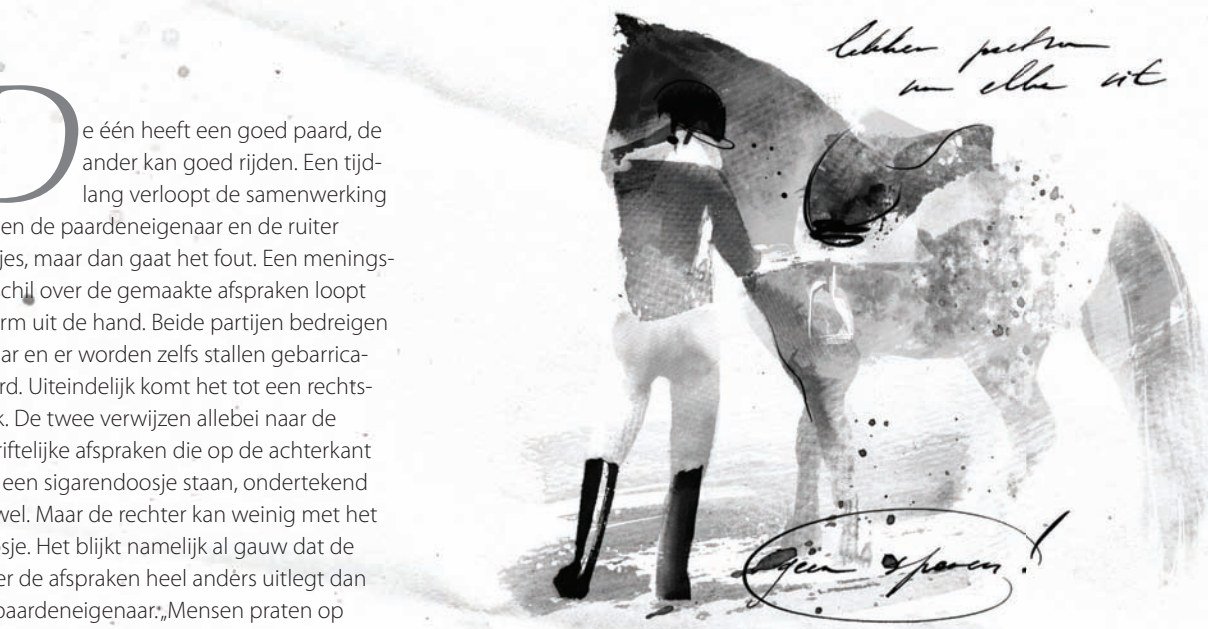 De één heeft een goed paard, de
ander kan goed rijden. Een tijd-
lang verloopt de samenwerking
en de paardeneigenaar en de ruiter
jes, maar dan gaat het fout. Een menings-
chil over de gemaakte afspraken loopt
rm uit de hand. Beide partijen bedreigen
ar en er worden zelfs stallen gebarrica-
rd. Uiteindelijk komt het tot een rechts-
k. De twee verwijzen allebei naar de
riftelijke afspraken die op de achterkant
een sigarendoosje staan, ondertekend
wel. Maar de rechter kan weinig met het
sje. Het blijkt namelijk al gauw dat de
er de afspraken heel anders uitlegt dan
paardeneigenaar. „Mensen praten op
lekker poetsen
na elke rit
geen sporen!